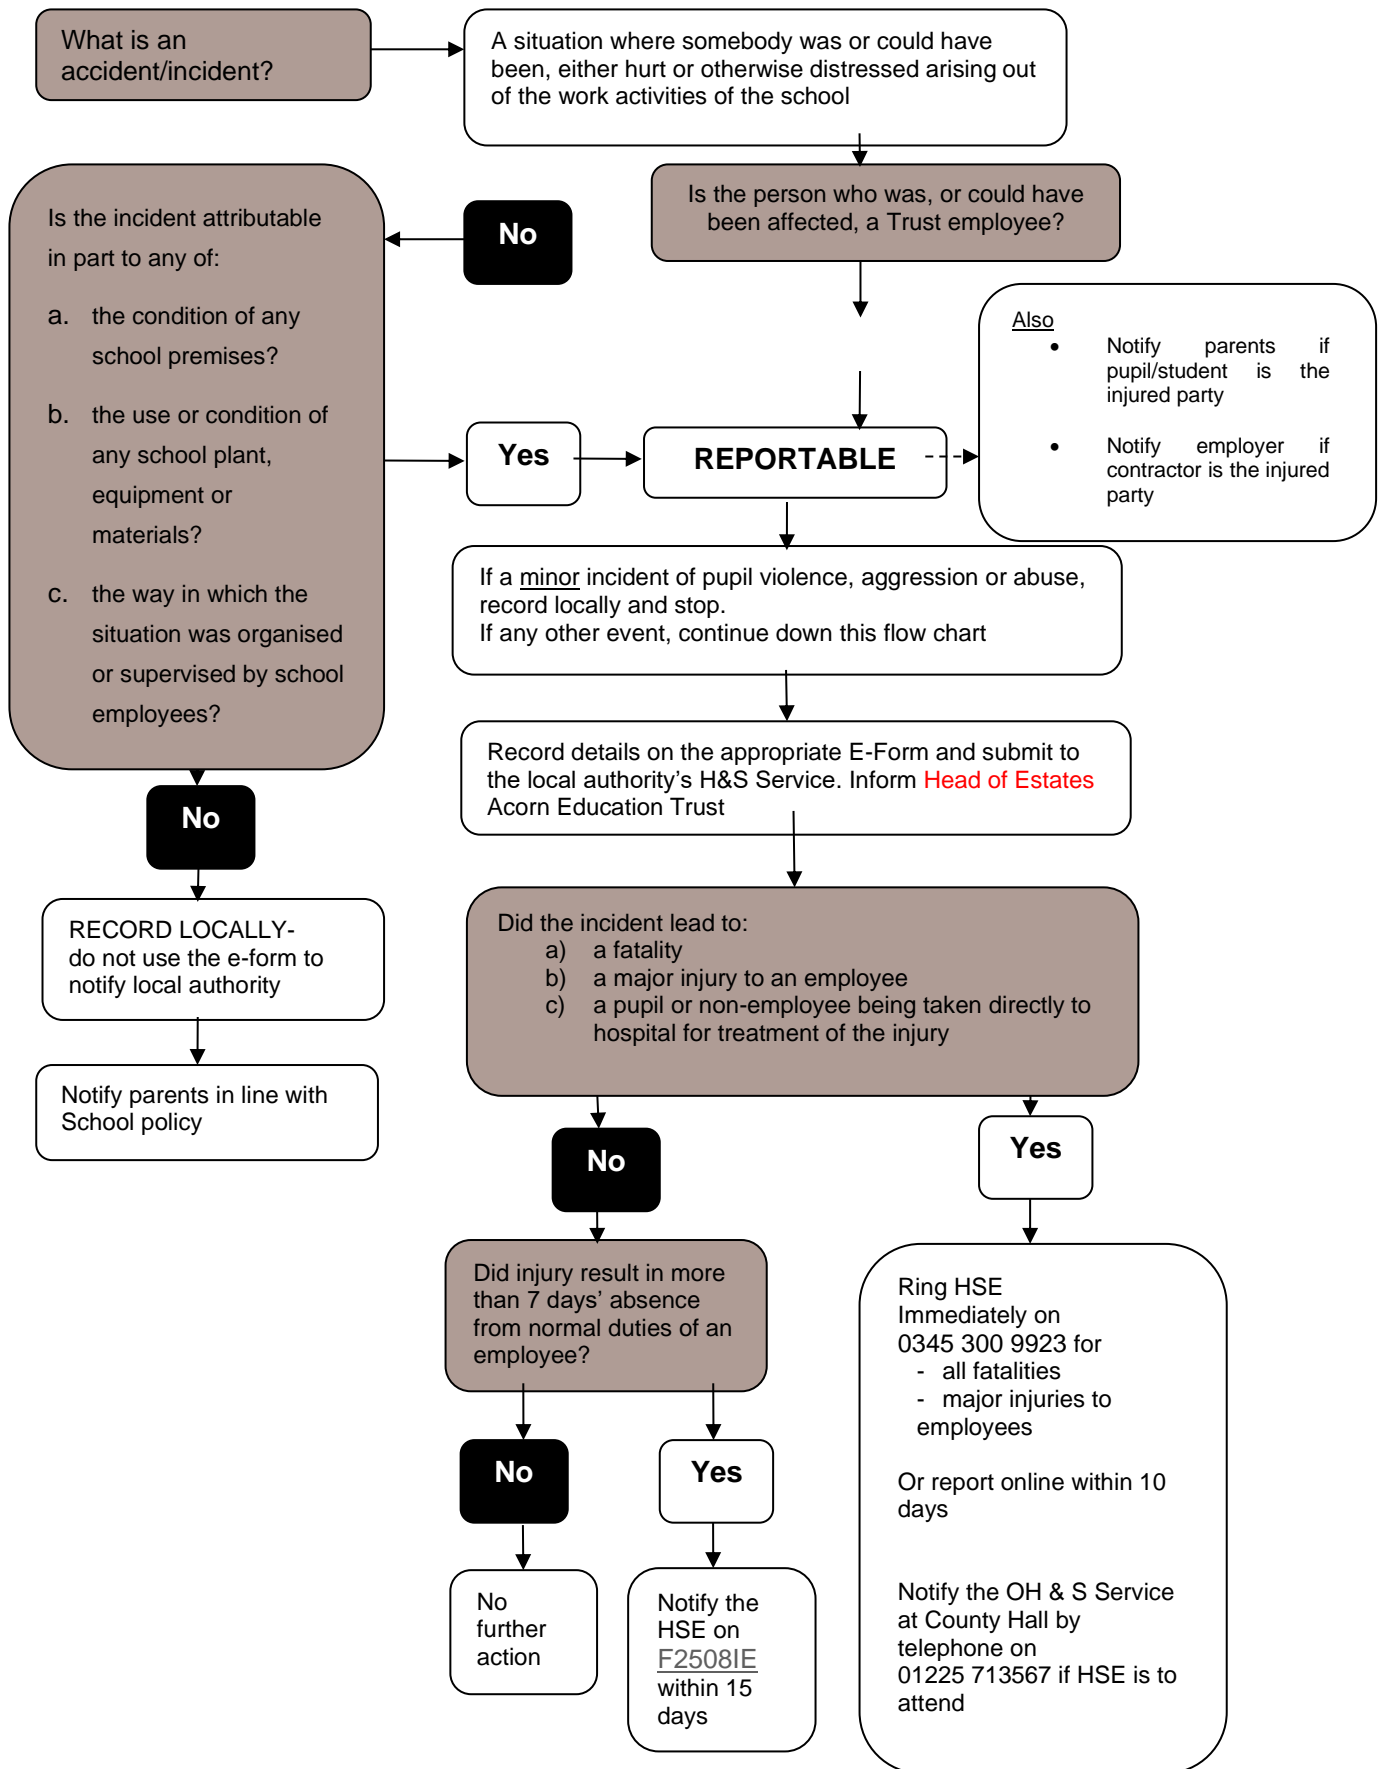 What is an
accident/incident?
A situation where somebody was or could have
been, either hurt or otherwise distressed arising out
of the work activities of the school
Is the person who was, or could have
been affected, a Trust employee?
No
Is the incident attributable
in part to any of:
a. the condition of any
school premises?
b. the use or condition of
any school plant,
equipment or
materials?
c. the way in which the
situation was organised
or supervised by school
employees?
Yes
REPORTABLE
Also
• Notify parents if
pupil/student is the
injured party
• Notify employer if
contractor is the injured
party
If a minor incident of pupil violence, aggression or abuse,
record locally and stop.
If any other event, continue down this flow chart
Record details on the appropriate E-Form and submit to
the local authority's H&S Service. Inform Head of Estates
Acorn Education Trust
No
RECORD LOCALLY-
do not use the e-form to
notify local authority
Notify parents in line with
School policy
Did the incident lead to:
a) a fatality
b) a major injury to an employee
c) a pupil or non-employee being taken directly to
hospital for treatment of the injury
No
Yes
Did injury result in more
than 7 days' absence
from normal duties of an
employee?
No
Yes
No
further
action
Notify the
HSE on
F2508IE
within 15
days
Ring HSE
Immediately on
0345 300 9923 for
- all fatalities
- major injuries to
employees
Or report online within 10
days
Notify the OH & S Service
at County Hall by
telephone on
01225 713567 if HSE is to
attend